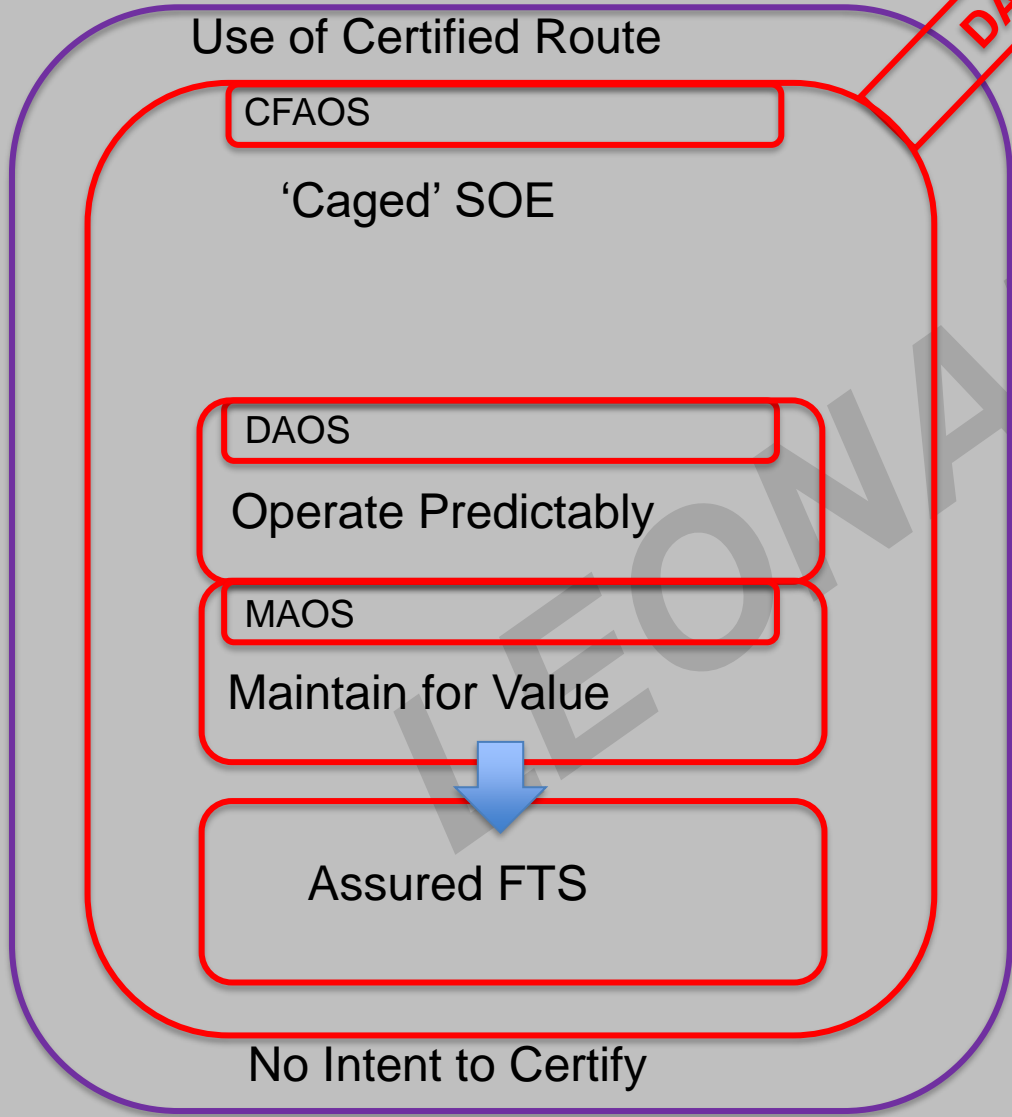 Use of Certified Route
CFAOS
‘Caged’ SOE
DAOS
Operate Predictably
MAOS
Maintain for Value
Assured FTS
No Intent to Certify